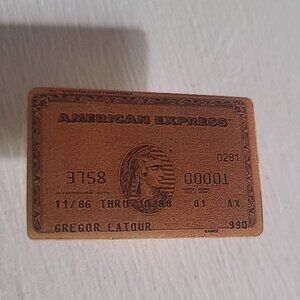 AMERICAN EXPRESS
0281
3758 00001
11/86 THRU 10/88 81 AX
GREGOR LATOUR 990